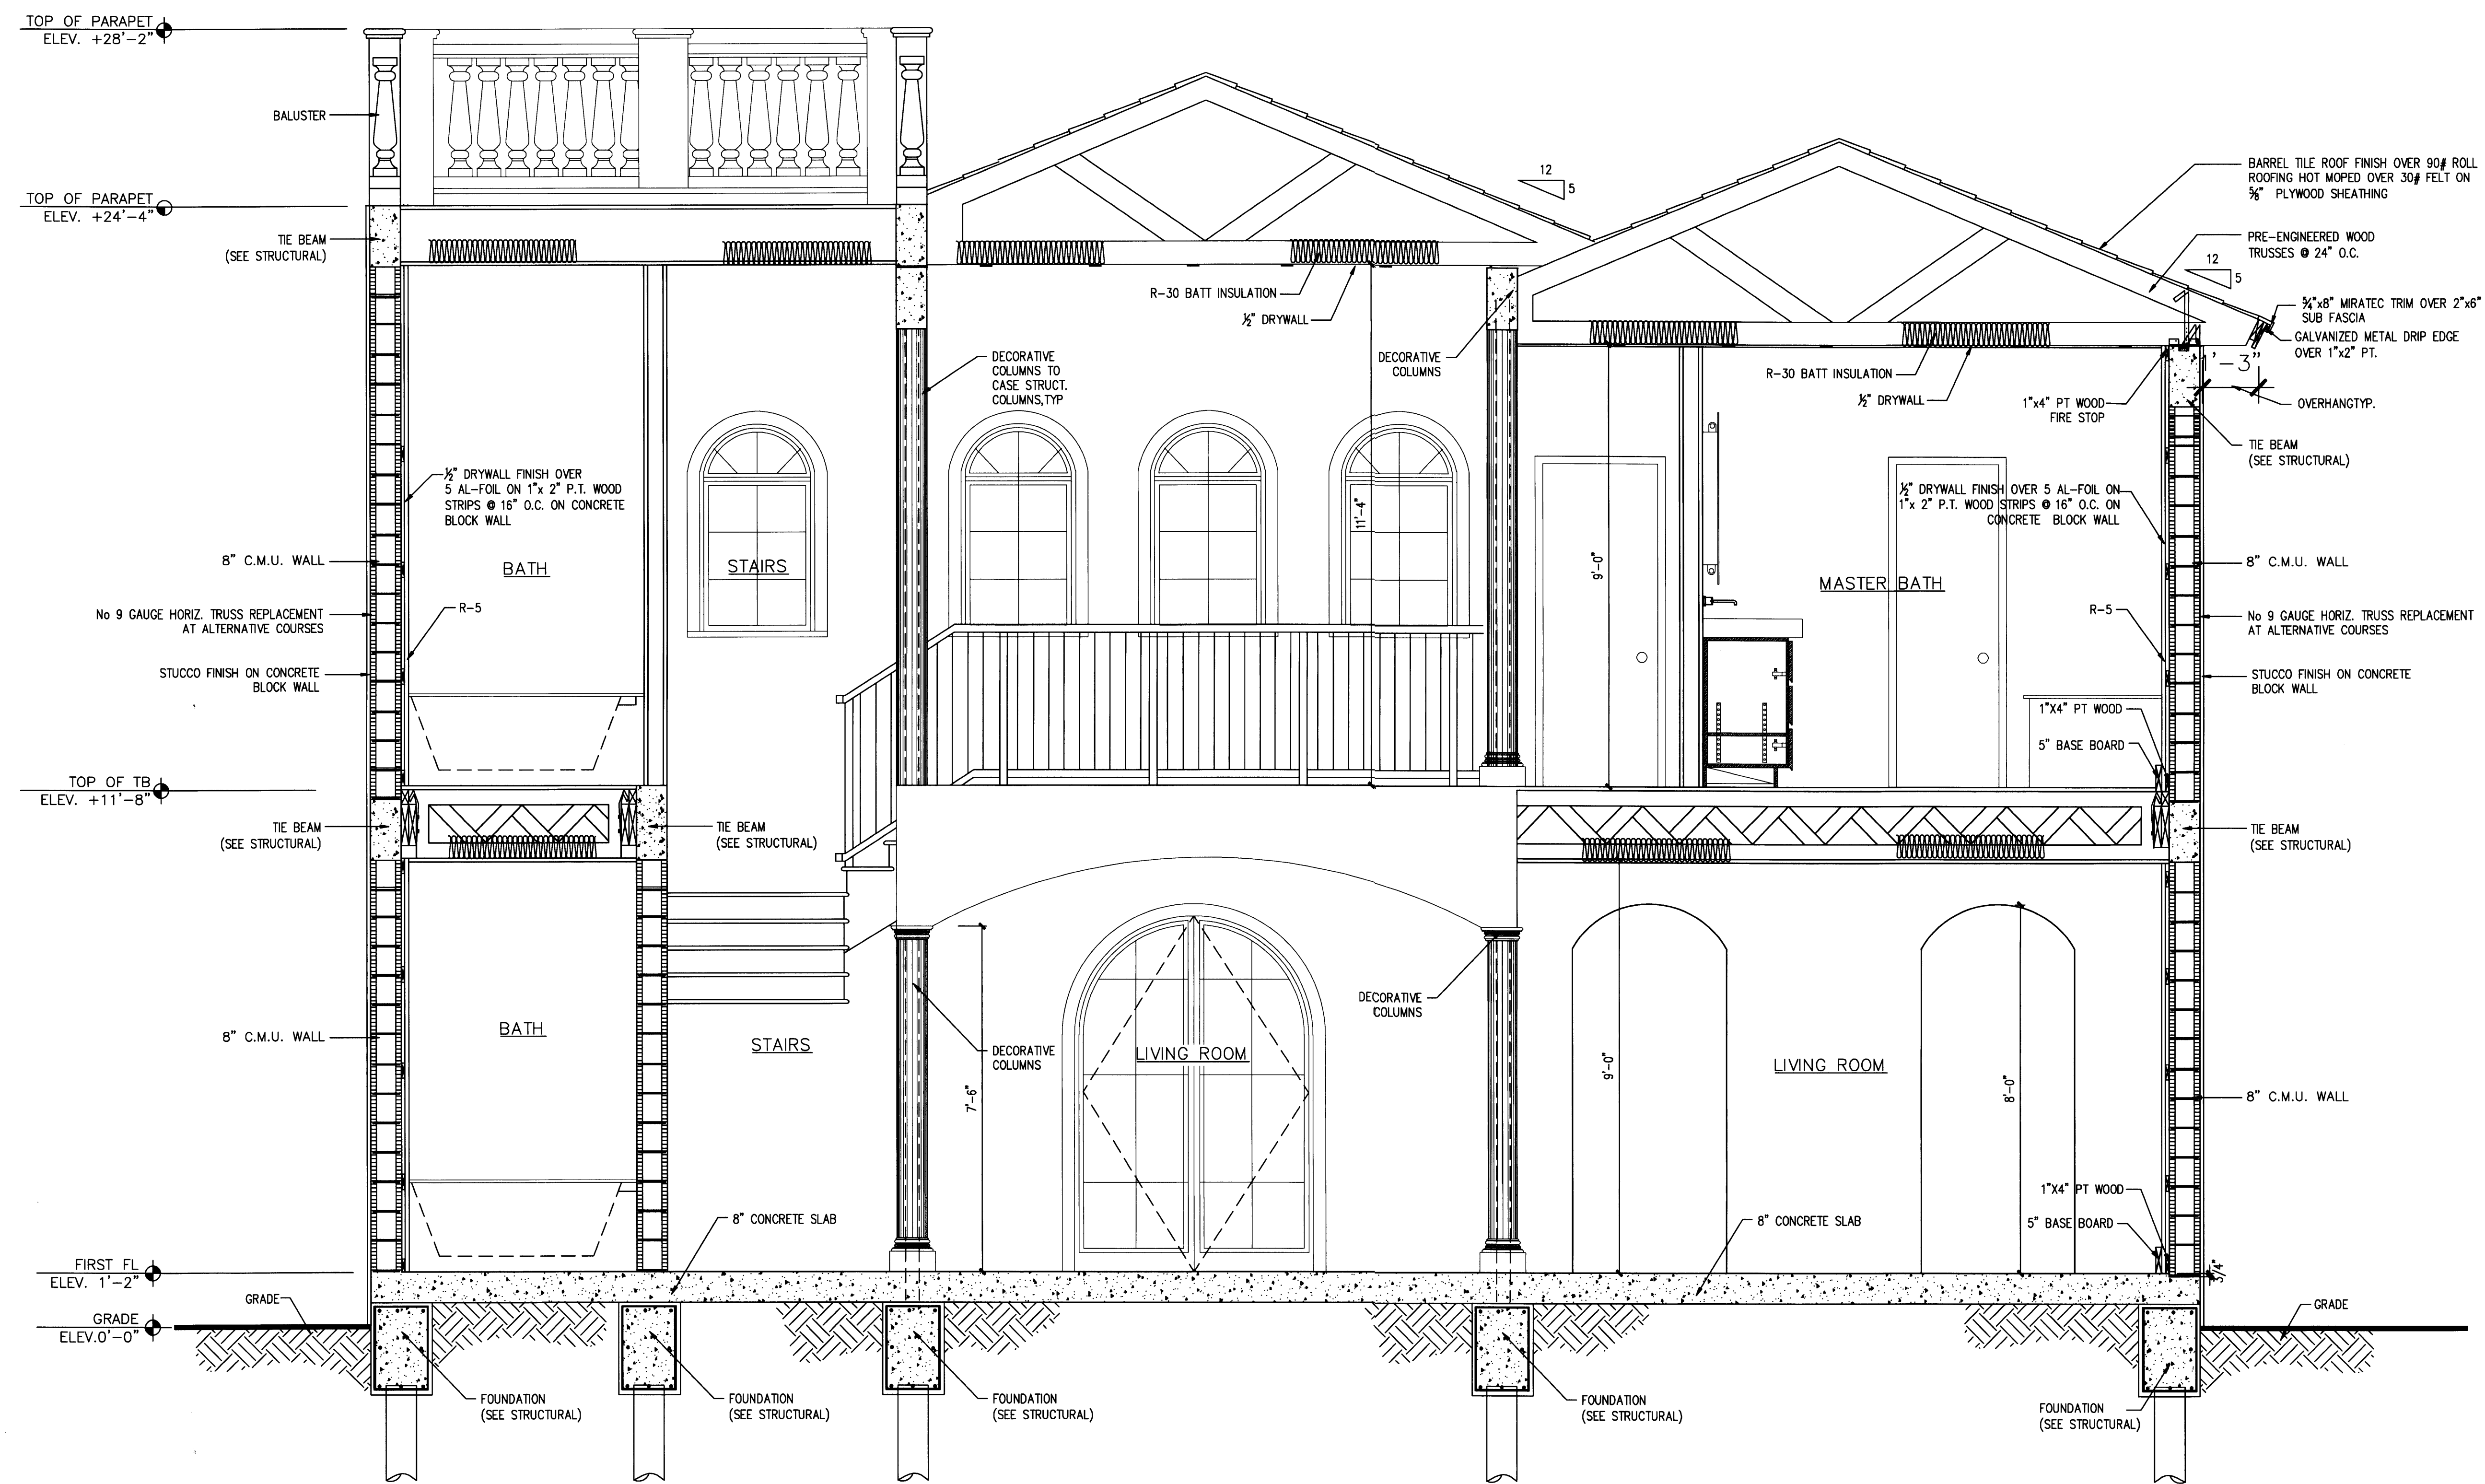 TOP OF PARAPET
ELEV. +28'-2"
BALUSTER
TOP OF PARAPET
ELEV. +24'-4"
TIE BEAM
(SEE STRUCTURAL)
12
5
BARREL TILE ROOF FINISH OVER 90# ROLL
ROOFING HOT MOPED OVER 30# FELT ON
5/8" PLYWOOD SHEATHING
PRE-ENGINEERED WOOD
TRUSSES @ 24" O.C.
12
5
5/4"x8" MIRATEC TRIM OVER 2"x6"
SUB FASCIA
GALVANIZED METAL DRIP EDGE
OVER 1"x2" PT.
1'-3"
OVERHANGTYP.
R-30 BATT INSULATION
1/2" DRYWALL
DECORATIVE
COLUMNS TO
CASE STRUCT.
COLUMNS,TYP
DECORATIVE
COLUMNS
R-30 BATT INSULATION
1/2" DRYWALL
1"x4" PT WOOD
FIRE STOP
TIE BEAM
(SEE STRUCTURAL)
1/2" DRYWALL FINISH OVER
5 AL-FOIL ON 1"x 2" P.T. WOOD
STRIPS @ 16" O.C. ON CONCRETE
BLOCK WALL
11'-4"
9'-0"
1/2" DRYWALL FINISH OVER 5 AL-FOIL ON
1"x 2" P.T. WOOD STRIPS @ 16" O.C. ON
CONCRETE BLOCK WALL
8" C.M.U. WALL
BATH
STAIRS
MASTER BATH
8" C.M.U. WALL
No 9 GAUGE HORIZ. TRUSS REPLACEMENT
AT ALTERNATIVE COURSES
R-5
R-5
No 9 GAUGE HORIZ. TRUSS REPLACEMENT
AT ALTERNATIVE COURSES
STUCCO FINISH ON CONCRETE
BLOCK WALL
STUCCO FINISH ON CONCRETE
BLOCK WALL
1"X4" PT WOOD
5" BASE BOARD
TOP OF TB
ELEV. +11'-8"
TIE BEAM
(SEE STRUCTURAL)
TIE BEAM
(SEE STRUCTURAL)
TIE BEAM
(SEE STRUCTURAL)
8" C.M.U. WALL
BATH
STAIRS
DECORATIVE
COLUMNS
7'-6"
LIVING ROOM
DECORATIVE
COLUMNS
9'-0"
LIVING ROOM
8'-0"
8" C.M.U. WALL
1"X4" PT WOOD
5" BASE BOARD
8" CONCRETE SLAB
8" CONCRETE SLAB
3/4"
FIRST FL
ELEV. 1'-2"
GRADE
GRADE
ELEV.0'-0"
GRADE
FOUNDATION
(SEE STRUCTURAL)
FOUNDATION
(SEE STRUCTURAL)
FOUNDATION
(SEE STRUCTURAL)
FOUNDATION
(SEE STRUCTURAL)
FOUNDATION
(SEE STRUCTURAL)